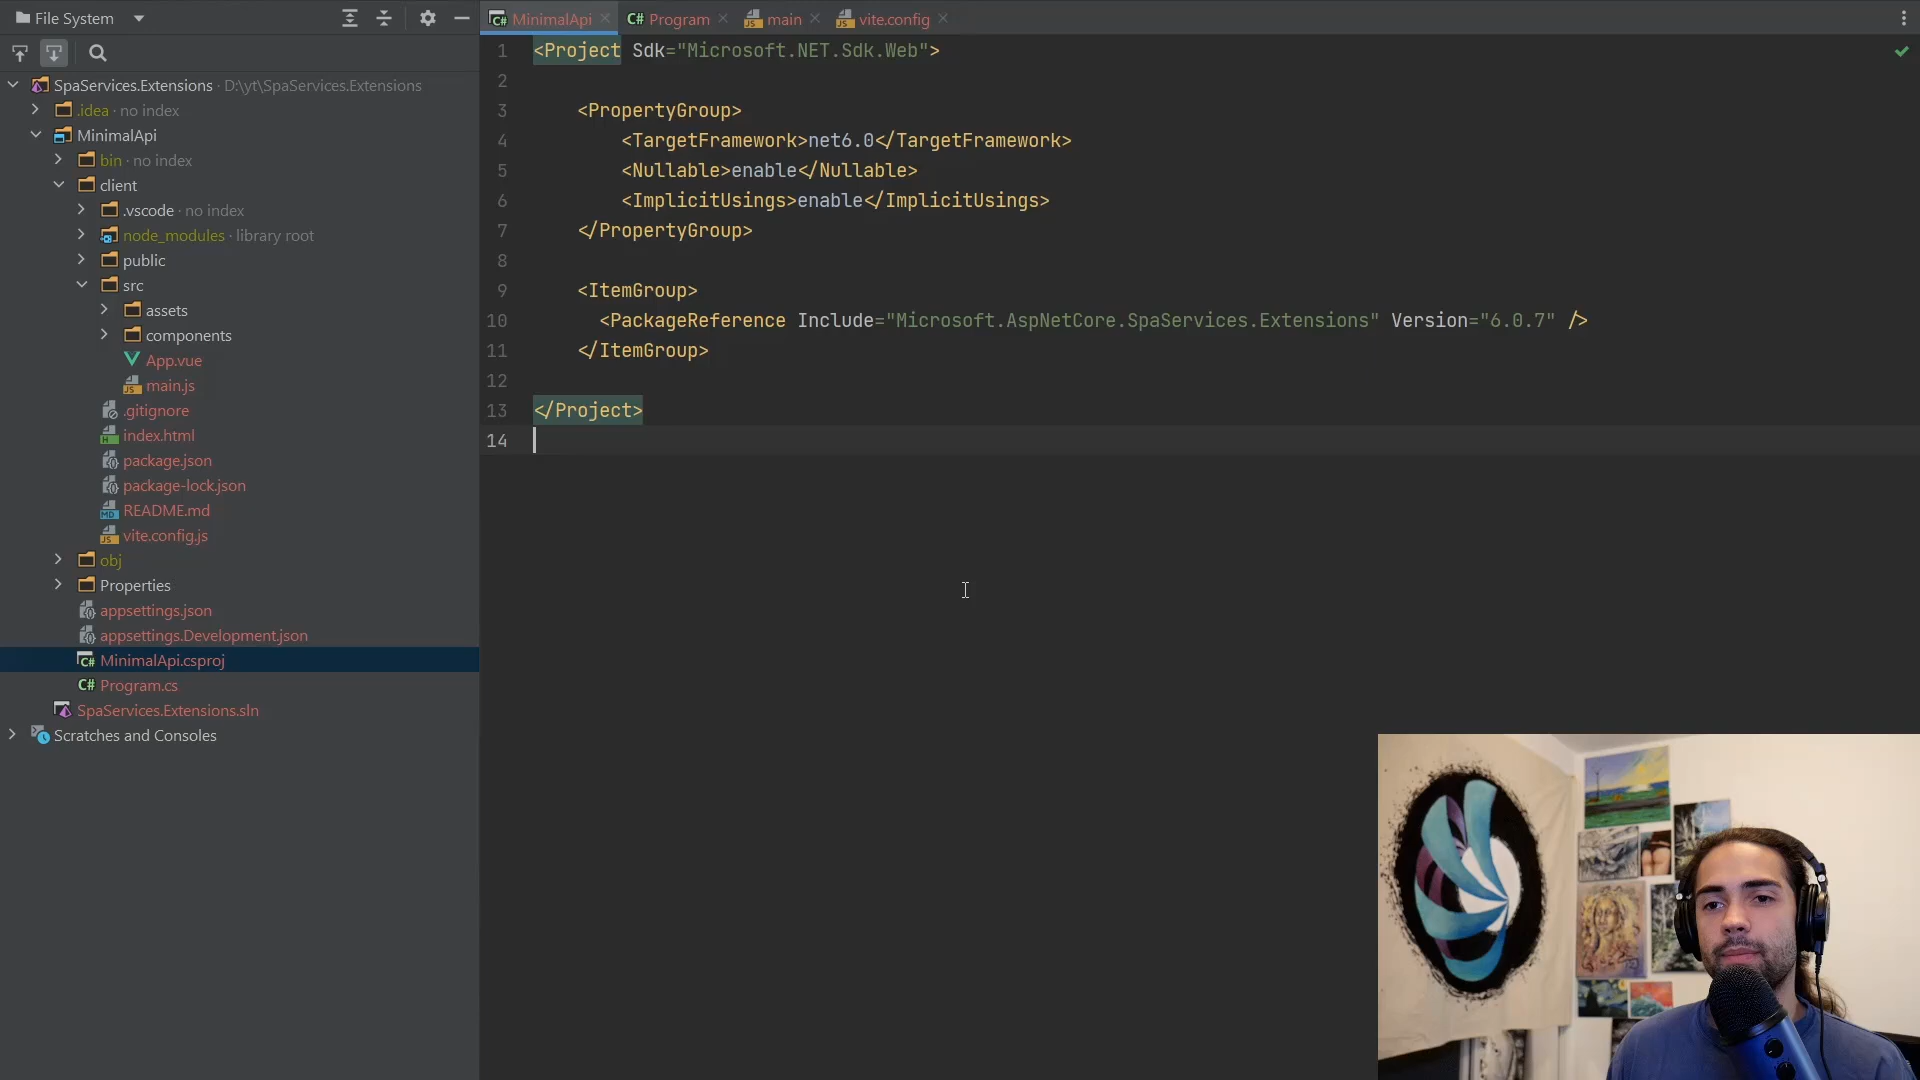 File System
SpaServices.Extensions · D:\yt\SpaServices.Extensions
.idea · no index
MinimalApi
bin · no index
client
.vscode · no index
node_modules · library root
public
src
assets
components
App.vue
main.js
.gitignore
index.html
package.json
package-lock.json
README.md
vite.config.js
obj
Properties
appsettings.json
appsettings.Development.json
MinimalApi.csproj
Program.cs
SpaServices.Extensions.sln
Scratches and Consoles
MinimalApi Program main vite.config
1 <Project Sdk="Microsoft.NET.Sdk.Web">
2
3 <PropertyGroup>
4 <TargetFramework>net6.0</TargetFramework>
5 <Nullable>enable</Nullable>
6 <ImplicitUsings>enable</ImplicitUsings>
7 </PropertyGroup>
8
9 <ItemGroup>
10 <PackageReference Include="Microsoft.AspNetCore.SpaServices.Extensions" Version="6.0.7" />
11 </ItemGroup>
12
13 </Project>
14